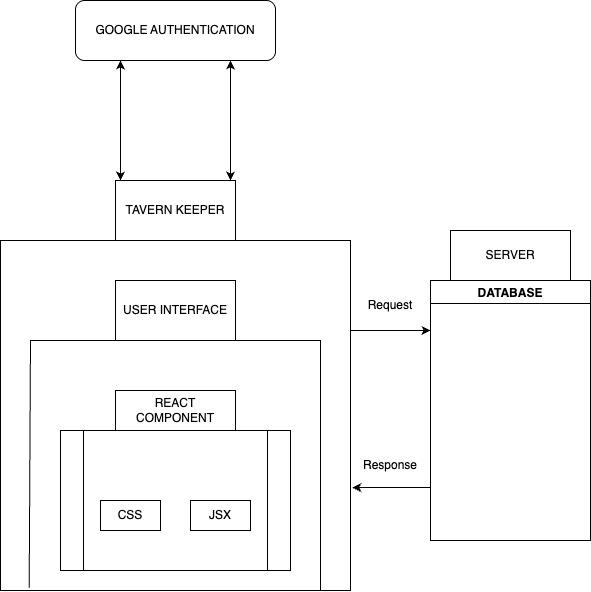 GOOGLE AUTHENTICATION
TAVERN KEEPER
SERVER
DATABASE
USER INTERFACE
Request
REACT
COMPONENT
Response
CSS
JSX